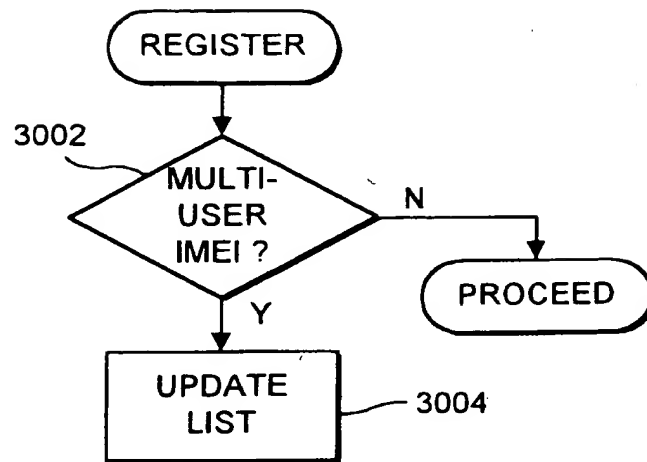 REGISTER
3002
MULTI-
USER
IMEI ?
N
PROCEED
Y
UPDATE
LIST
3004